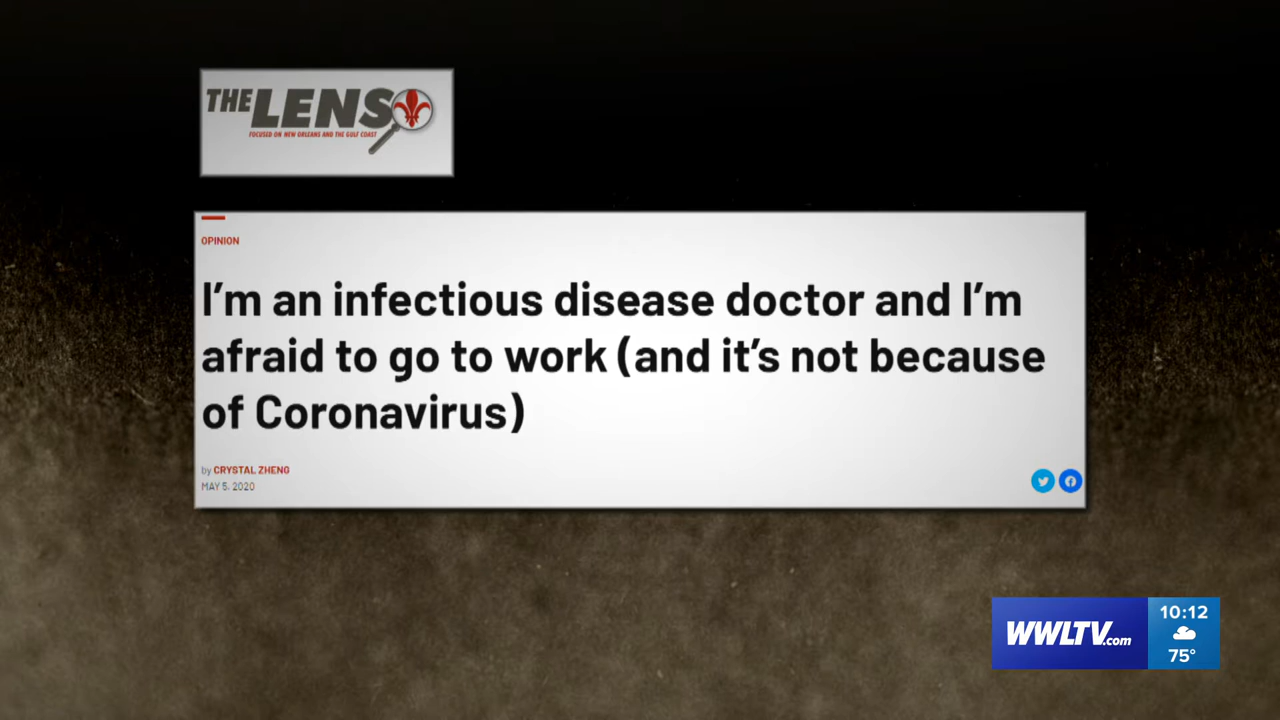 THE LENS
FOCUSED ON NEW ORLEANS AND THE GULF COAST
OPINION
I'm an infectious disease doctor and I'm
afraid to go to work (and it's not because
of Coronavirus)
by CRYSTAL ZHENG
MAY 5, 2020
WWLTV.com
10:12
75°